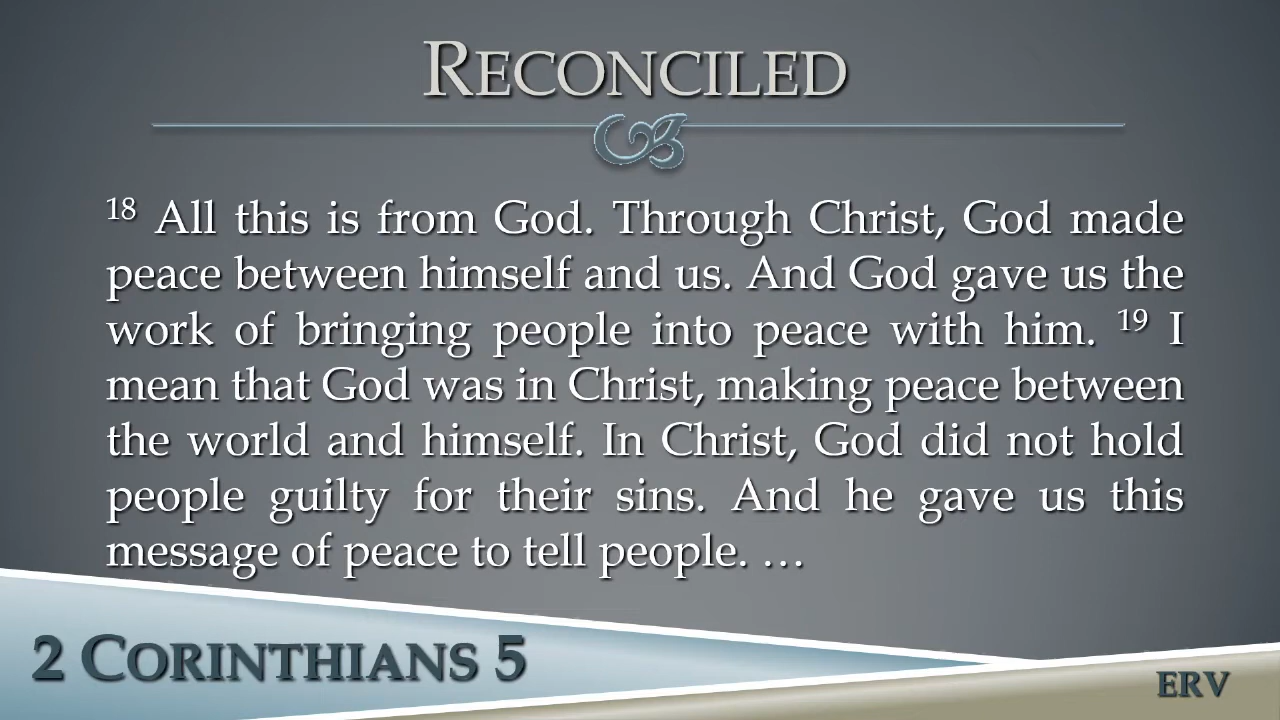 RECONCILED
18 All this is from God. Through Christ, God made
peace between himself and us. And God gave us the
work of bringing people into peace with him. 19 I
mean that God was in Christ, making peace between
the world and himself. In Christ, God did not hold
people guilty for their sins. And he gave us this
message of peace to tell people. …
2 CORINTHIANS 5
ERV